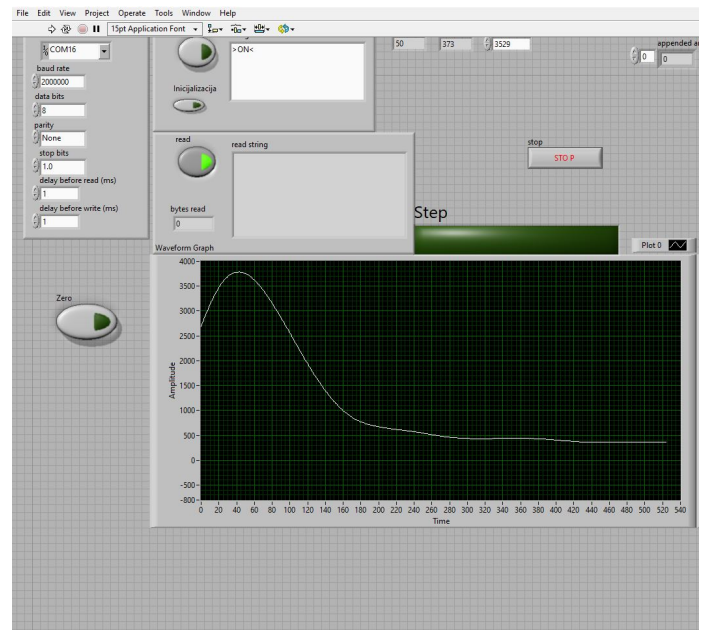 File Edit View Project Operate Tools Window Help
15pt Application Font
COM16
baud rate
2000000
data bits
8
parity
None
stop bits
1.0
delay before read (ms)
1
delay before write (ms)
1
>ON<
Inicijalizacija
read
read string
bytes read
0
50
373
3529
0
appended
0
stop
STO P
Step
Plot 0
Zero
Waveform Graph
4000
3500
3000
2500
2000
1500
1000
500
0
-500
-800
Amplitude
0 20 40 60 80 100 120 140 160 180 200 220 240 260 280 300 320 340 360 380 400 420 440 460 480 500 520 540
Time